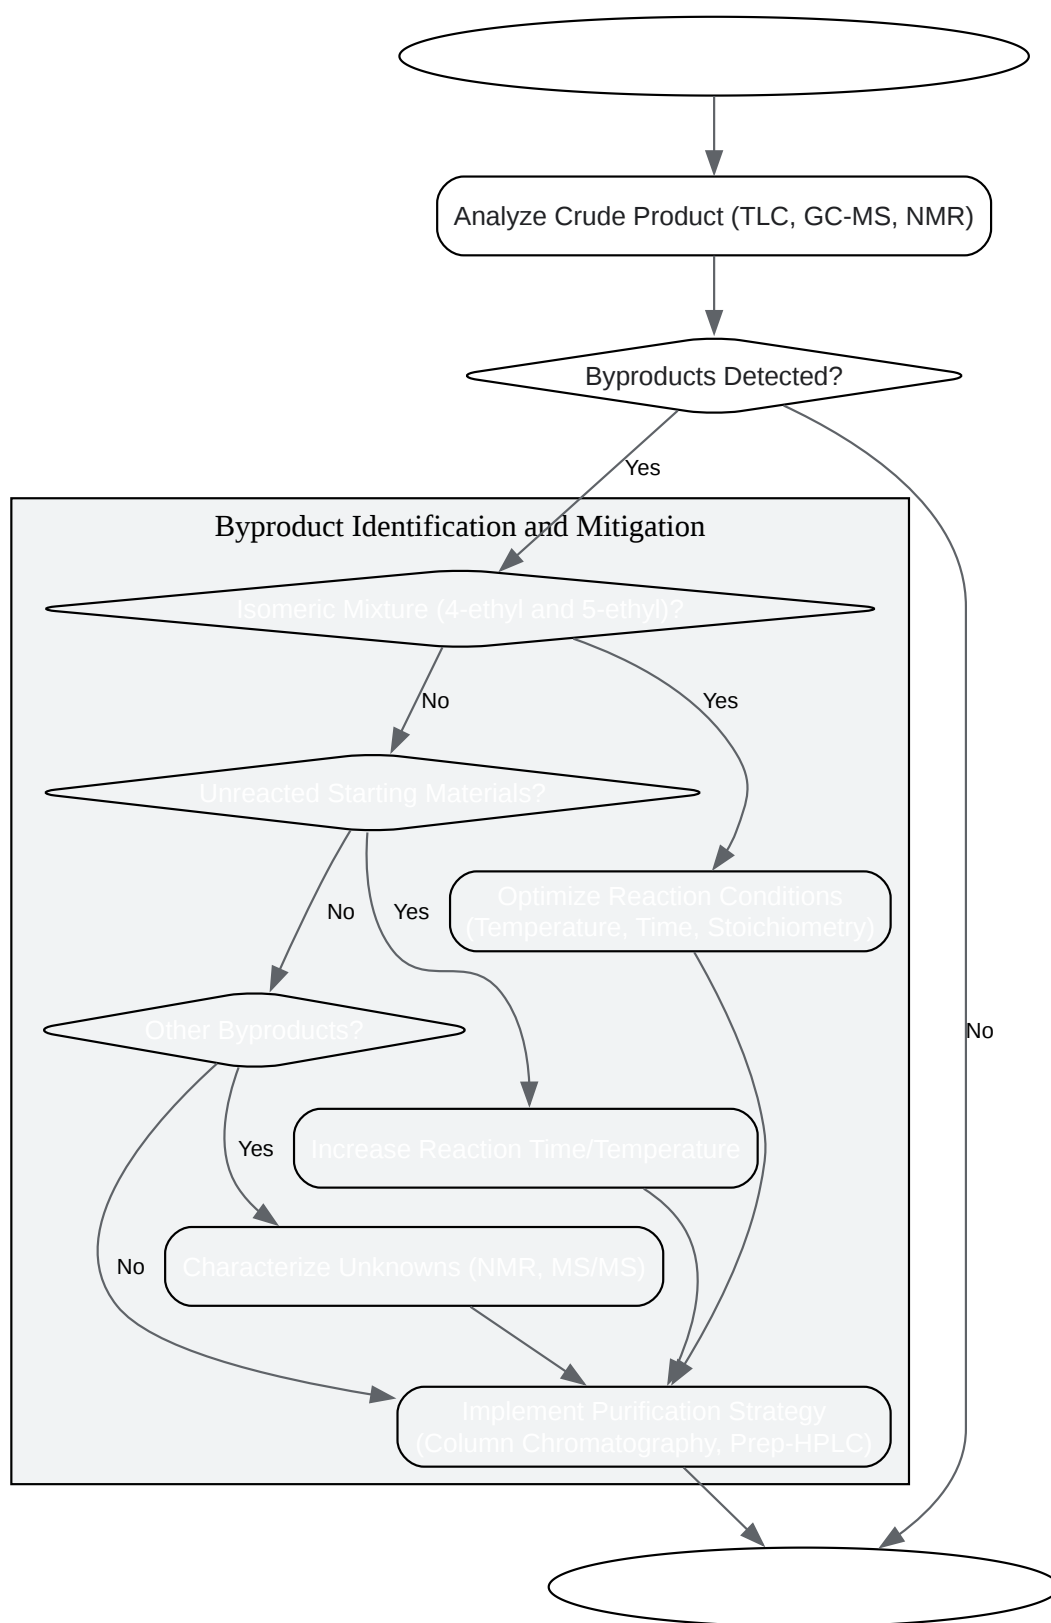 Analyze Crude Product (TLC, GC-MS, NMR)
Byproducts Detected?
Yes
Byproduct Identification and Mitigation
Isomeric Mixture (4-ethyl and 5-ethyl)?
No
Yes
Unreacted Starting Materials?
Optimize Reaction Conditions
(Temperature, Time, Stoichiometry)
No
Yes
Other Byproducts?
No
Increase Reaction Time/Temperature
Yes
Characterize Unknowns (NMR, MS/MS)
No
Implement Purification Strategy
(Column Chromatography, Prep-HPLC)